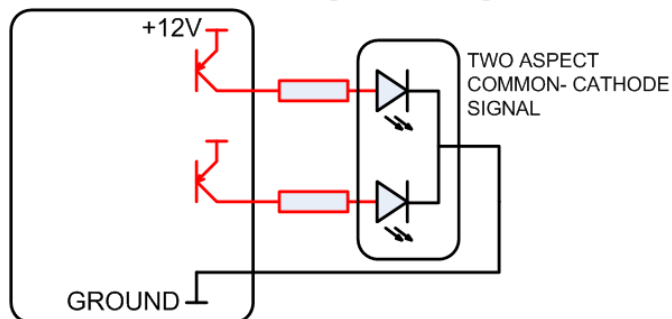 +12V
TWO ASPECT
COMMON- CATHODE
SIGNAL
GROUND